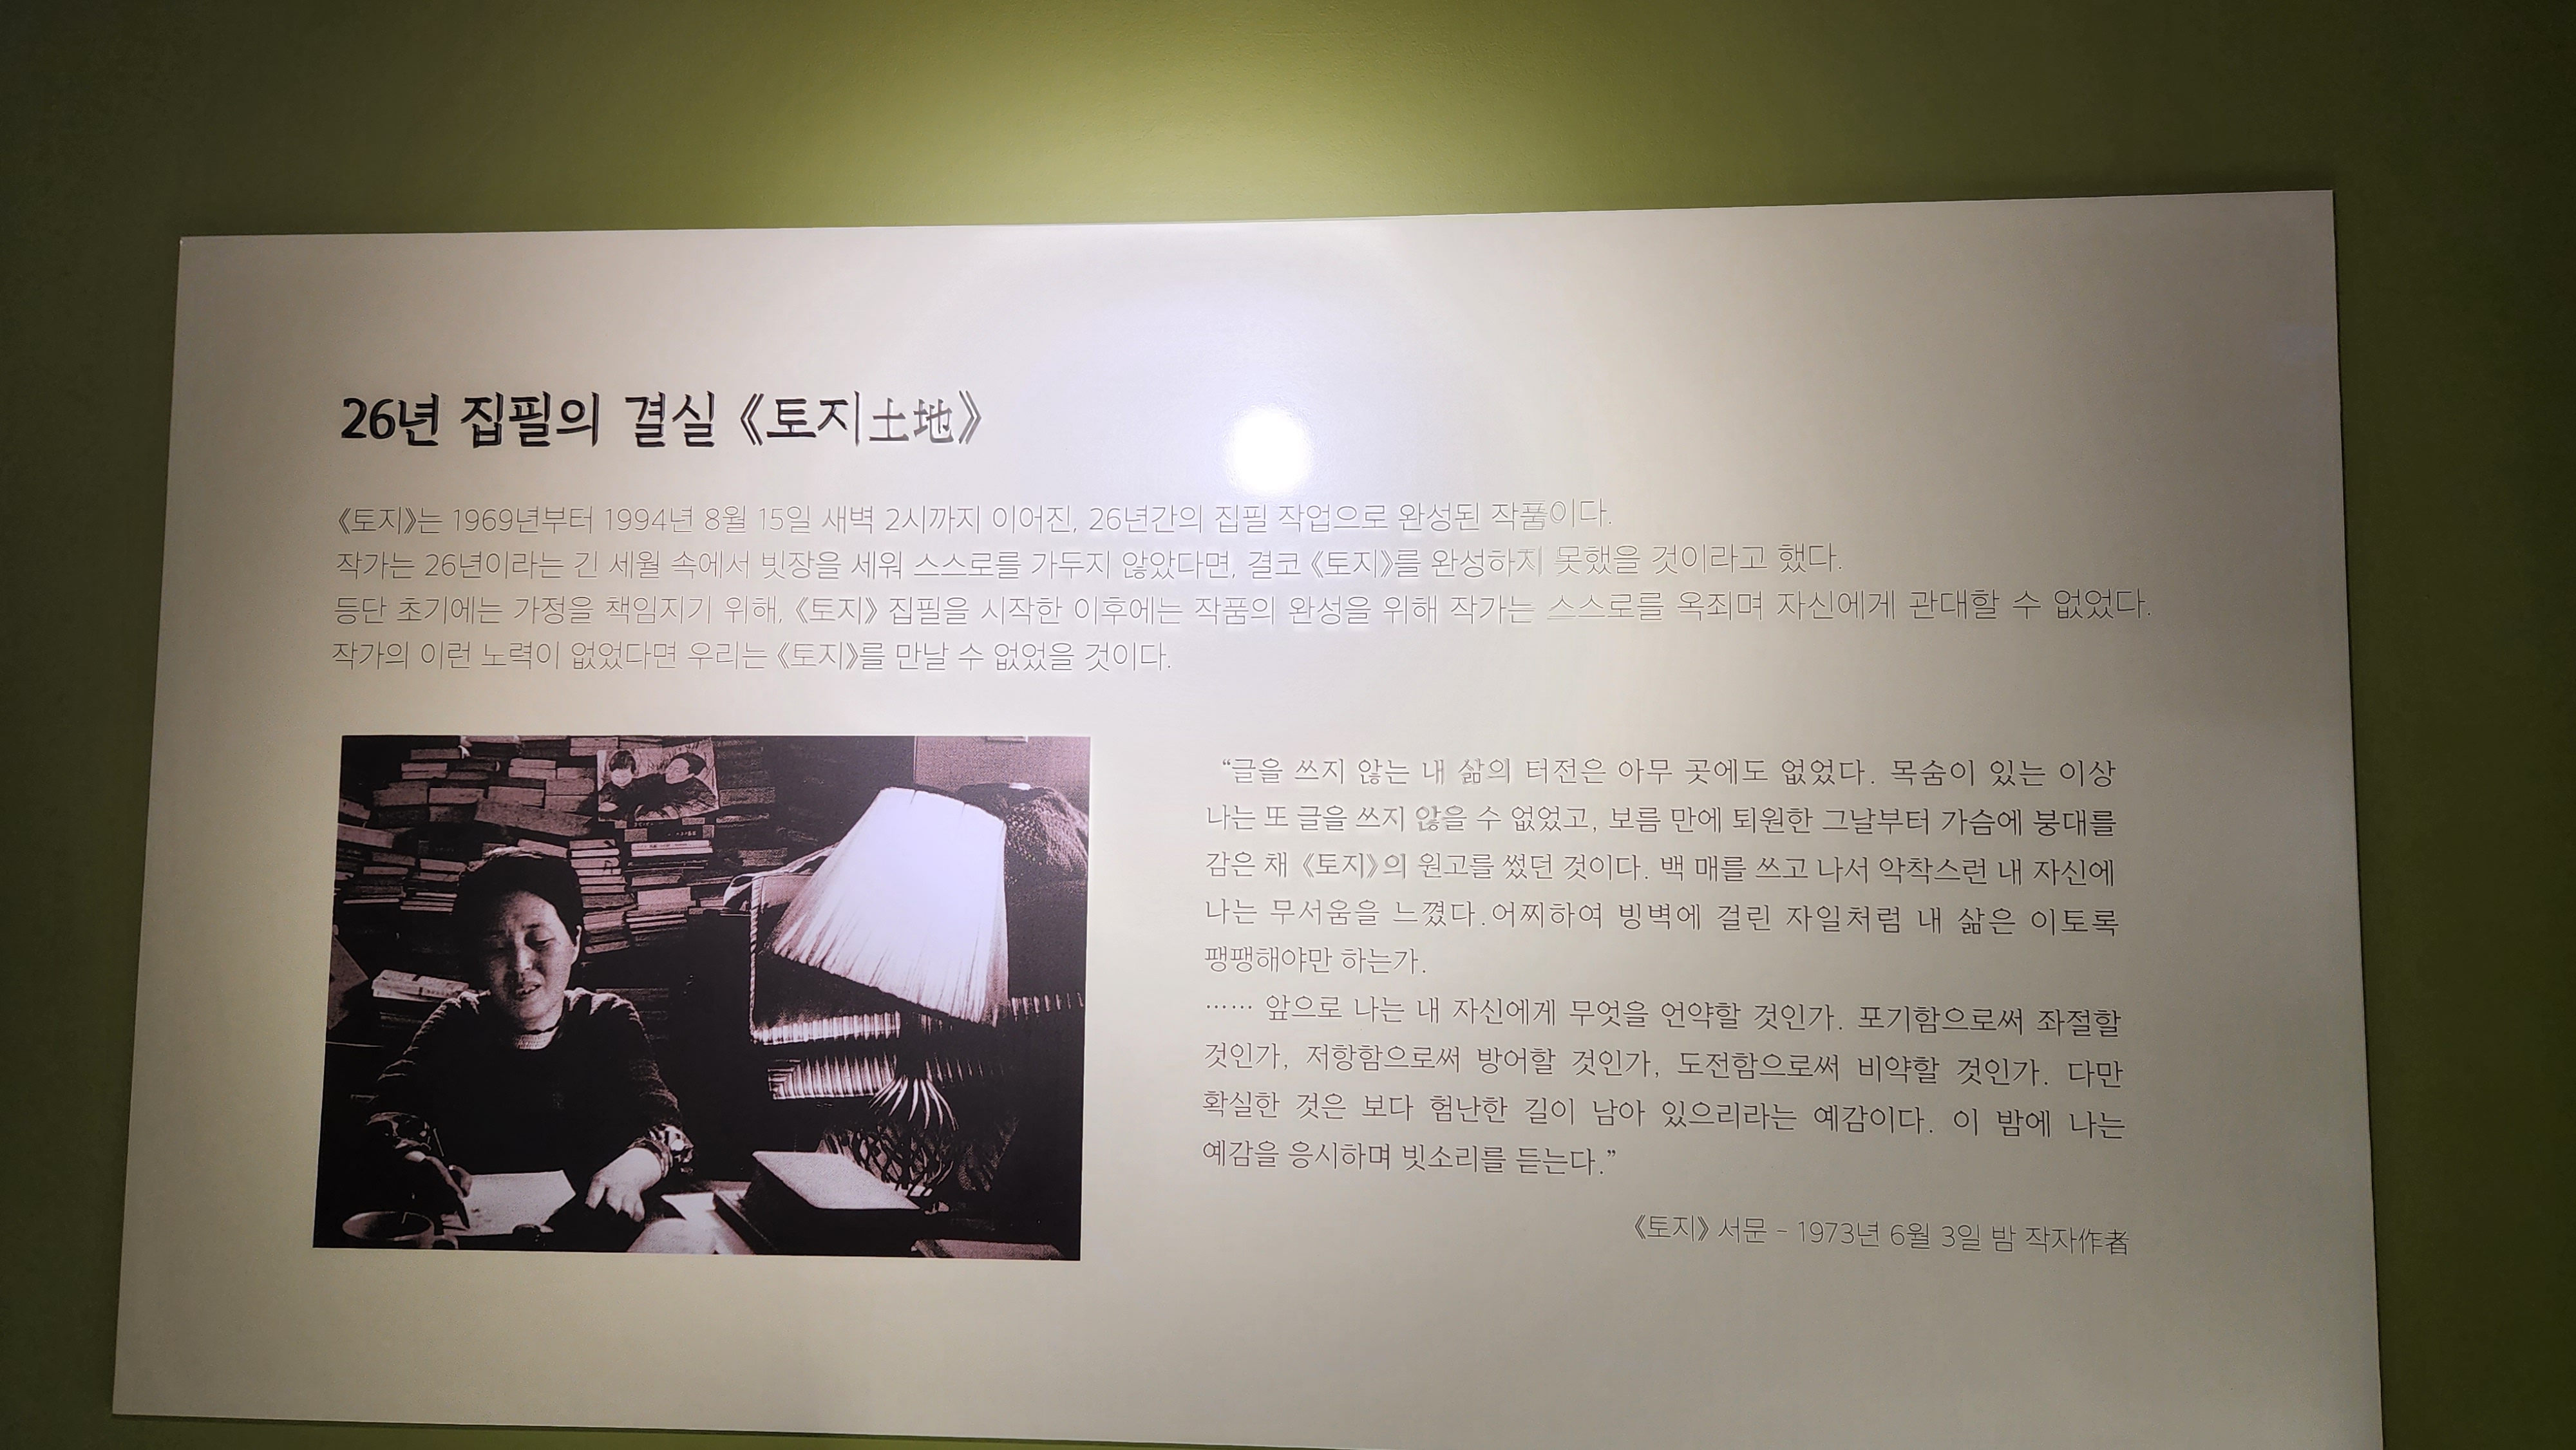 26년 집필의 결실 《토지土地》
《토지》는 1969년부터 1994년 8월 15일 새벽 2시까지 이어진, 26년간의 집필 작업으로 완성된 작품이다.
작가는 26년이라는 긴 세월 속에서 빗장을 세워 스스로를 가두지 않았다면, 결코 《토지》를 완성하지 못했을 것이라고 했다.
등단 초기에는 가정을 책임지기 위해, 《토지》 집필을 시작한 이후에는 작품의 완성을 위해 작가는 스스로를 옥죄며 자신에게 관대할 수 없었다.
작가의 이런 노력이 없었다면 우리는 《토지》를 만날 수 없었을 것이다.
“글을 쓰지 않는 내 삶의 터전은 아무 곳에도 없었다. 목숨이 있는 이상
나는 또 글을 쓰지 않을 수 없었고, 보름 만에 퇴원한 그날부터 가슴에 붕대를
감은 채 《토지》의 원고를 썼던 것이다. 백 매를 쓰고 나서 악착스런 내 자신에
나는 무서움을 느꼈다.어찌하여 빙벽에 걸린 자일처럼 내 삶은 이토록
팽팽해야만 하는가.
…… 앞으로 나는 내 자신에게 무엇을 언약할 것인가. 포기함으로써 좌절할
것인가, 저항함으로써 방어할 것인가, 도전함으로써 비약할 것인가. 다만
확실한 것은 보다 험난한 길이 남아 있으리라는 예감이다. 이 밤에 나는
예감을 응시하며 빗소리를 듣는다.”
《토지》 서문 - 1973년 6월 3일 밤 작자作者